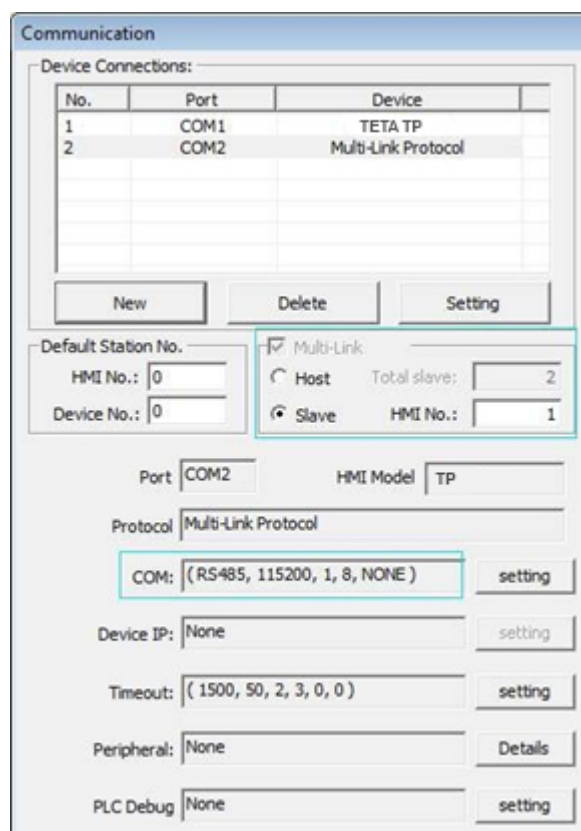 Communication
Device Connections:
No. Port Device
1 COM1 TETA TP
2 COM2 Multi-Link Protocol
New Delete Setting
Default Station No.
HMI No.: 0
Device No.: 0
Multi-Link
Host Total slave: 2
Slave HMI No.: 1
Port COM2 HMI Model TP
Protocol Multi-Link Protocol
COM: ( RS485, 115200, 1, 8, NONE ) setting
Device IP: None setting
Timeout: ( 1500, 50, 2, 3, 0, 0 ) setting
Peripheral: None Details
PLC Debug None setting